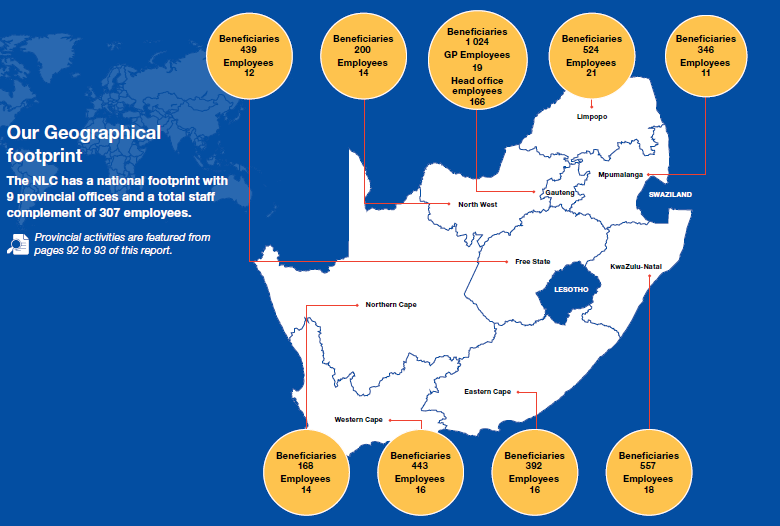 Beneficiaries
439
Employees
12
Beneficiaries
200
Employees
14
Beneficiaries
1 024
GP Employees
19
Head office
employees
166
Beneficiaries
524
Employees
21
Beneficiaries
346
Employees
11
Our Geographical
footprint
The NLC has a national footprint with
9 provincial offices and a total staff
complement of 307 employees.
Provincial activities are featured from
pages 92 to 93 of this report.
Limpopo
Mpumalanga
Gauteng
SWAZILAND
North West
Free State
KwaZulu-Natal
LESOTHO
Northern Cape
Eastern Cape
Western Cape
Beneficiaries
168
Employees
14
Beneficiaries
443
Employees
16
Beneficiaries
392
Employees
16
Beneficiaries
557
Employees
18